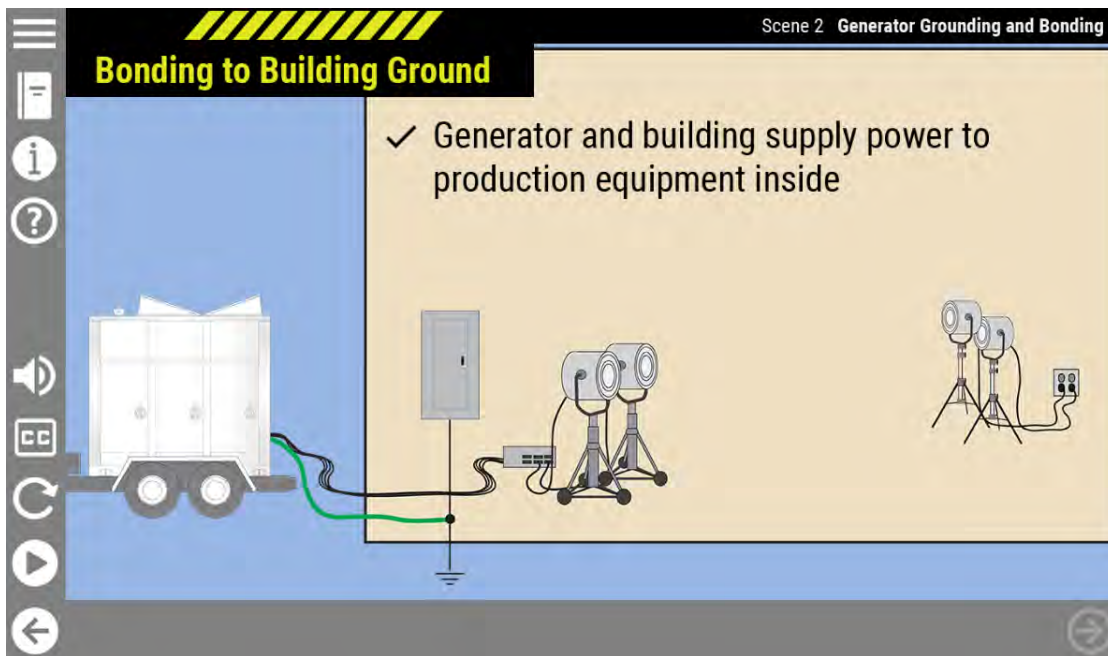 Scene 2 Generator Grounding and Bonding
Bonding to Building Ground
✓ Generator and building supply power to
production equipment inside
CC